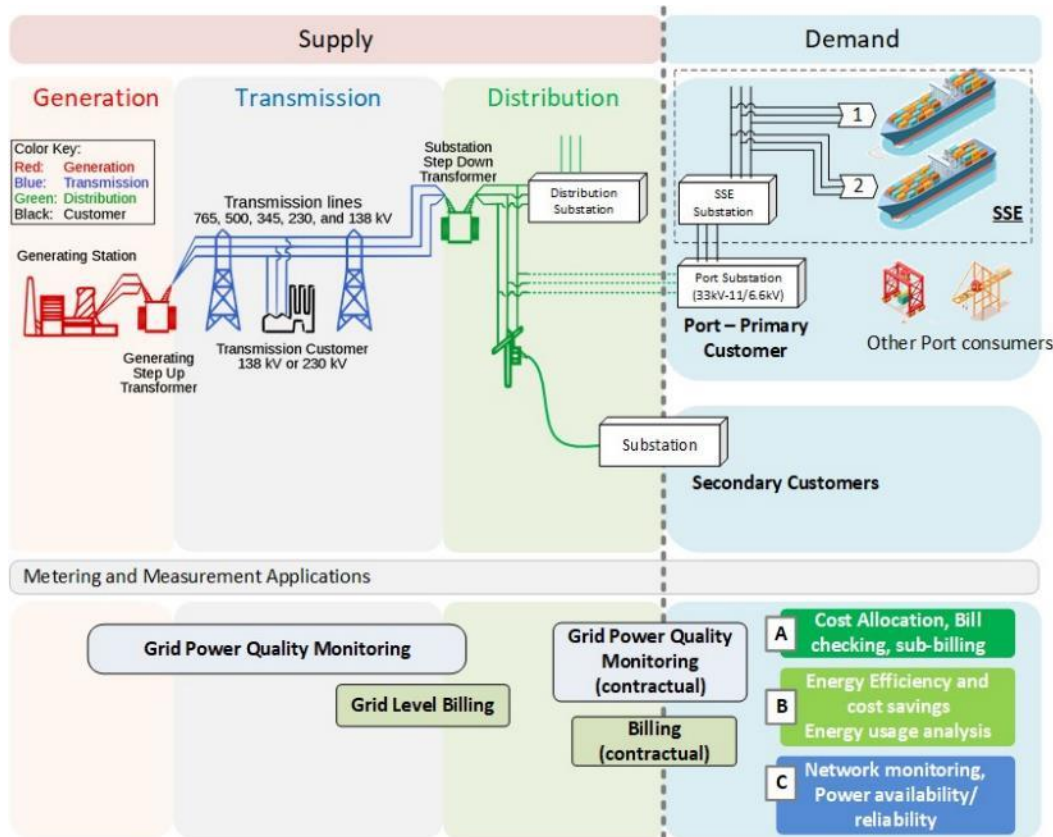 Supply
Demand
Generation
Transmission
Distribution
Color Key:
Red: Generation
Blue: Transmission
Green: Distribution
Black: Customer
Substation
Step Down
Transformer
Transmission lines
765, 500, 345, 230, and 138 kV
Generating Station
Generating
Step Up
Transformer
Transmission Customer
138 kV or 230 kV
Distribution
Substation
1
2
SSE
Substation
SSE
Port Substation
(33kV-11/6.6kV)
Port – Primary
Customer
Other Port consumers
Substation
Secondary Customers
Metering and Measurement Applications
Grid Power Quality Monitoring
Grid Level Billing
Grid Power Quality
Monitoring
(contractual)
Billing
(contractual)
A
Cost Allocation, Bill
checking, sub-billing
B
Energy Efficiency and
cost savings
Energy usage analysis
C
Network monitoring,
Power availability/
reliability